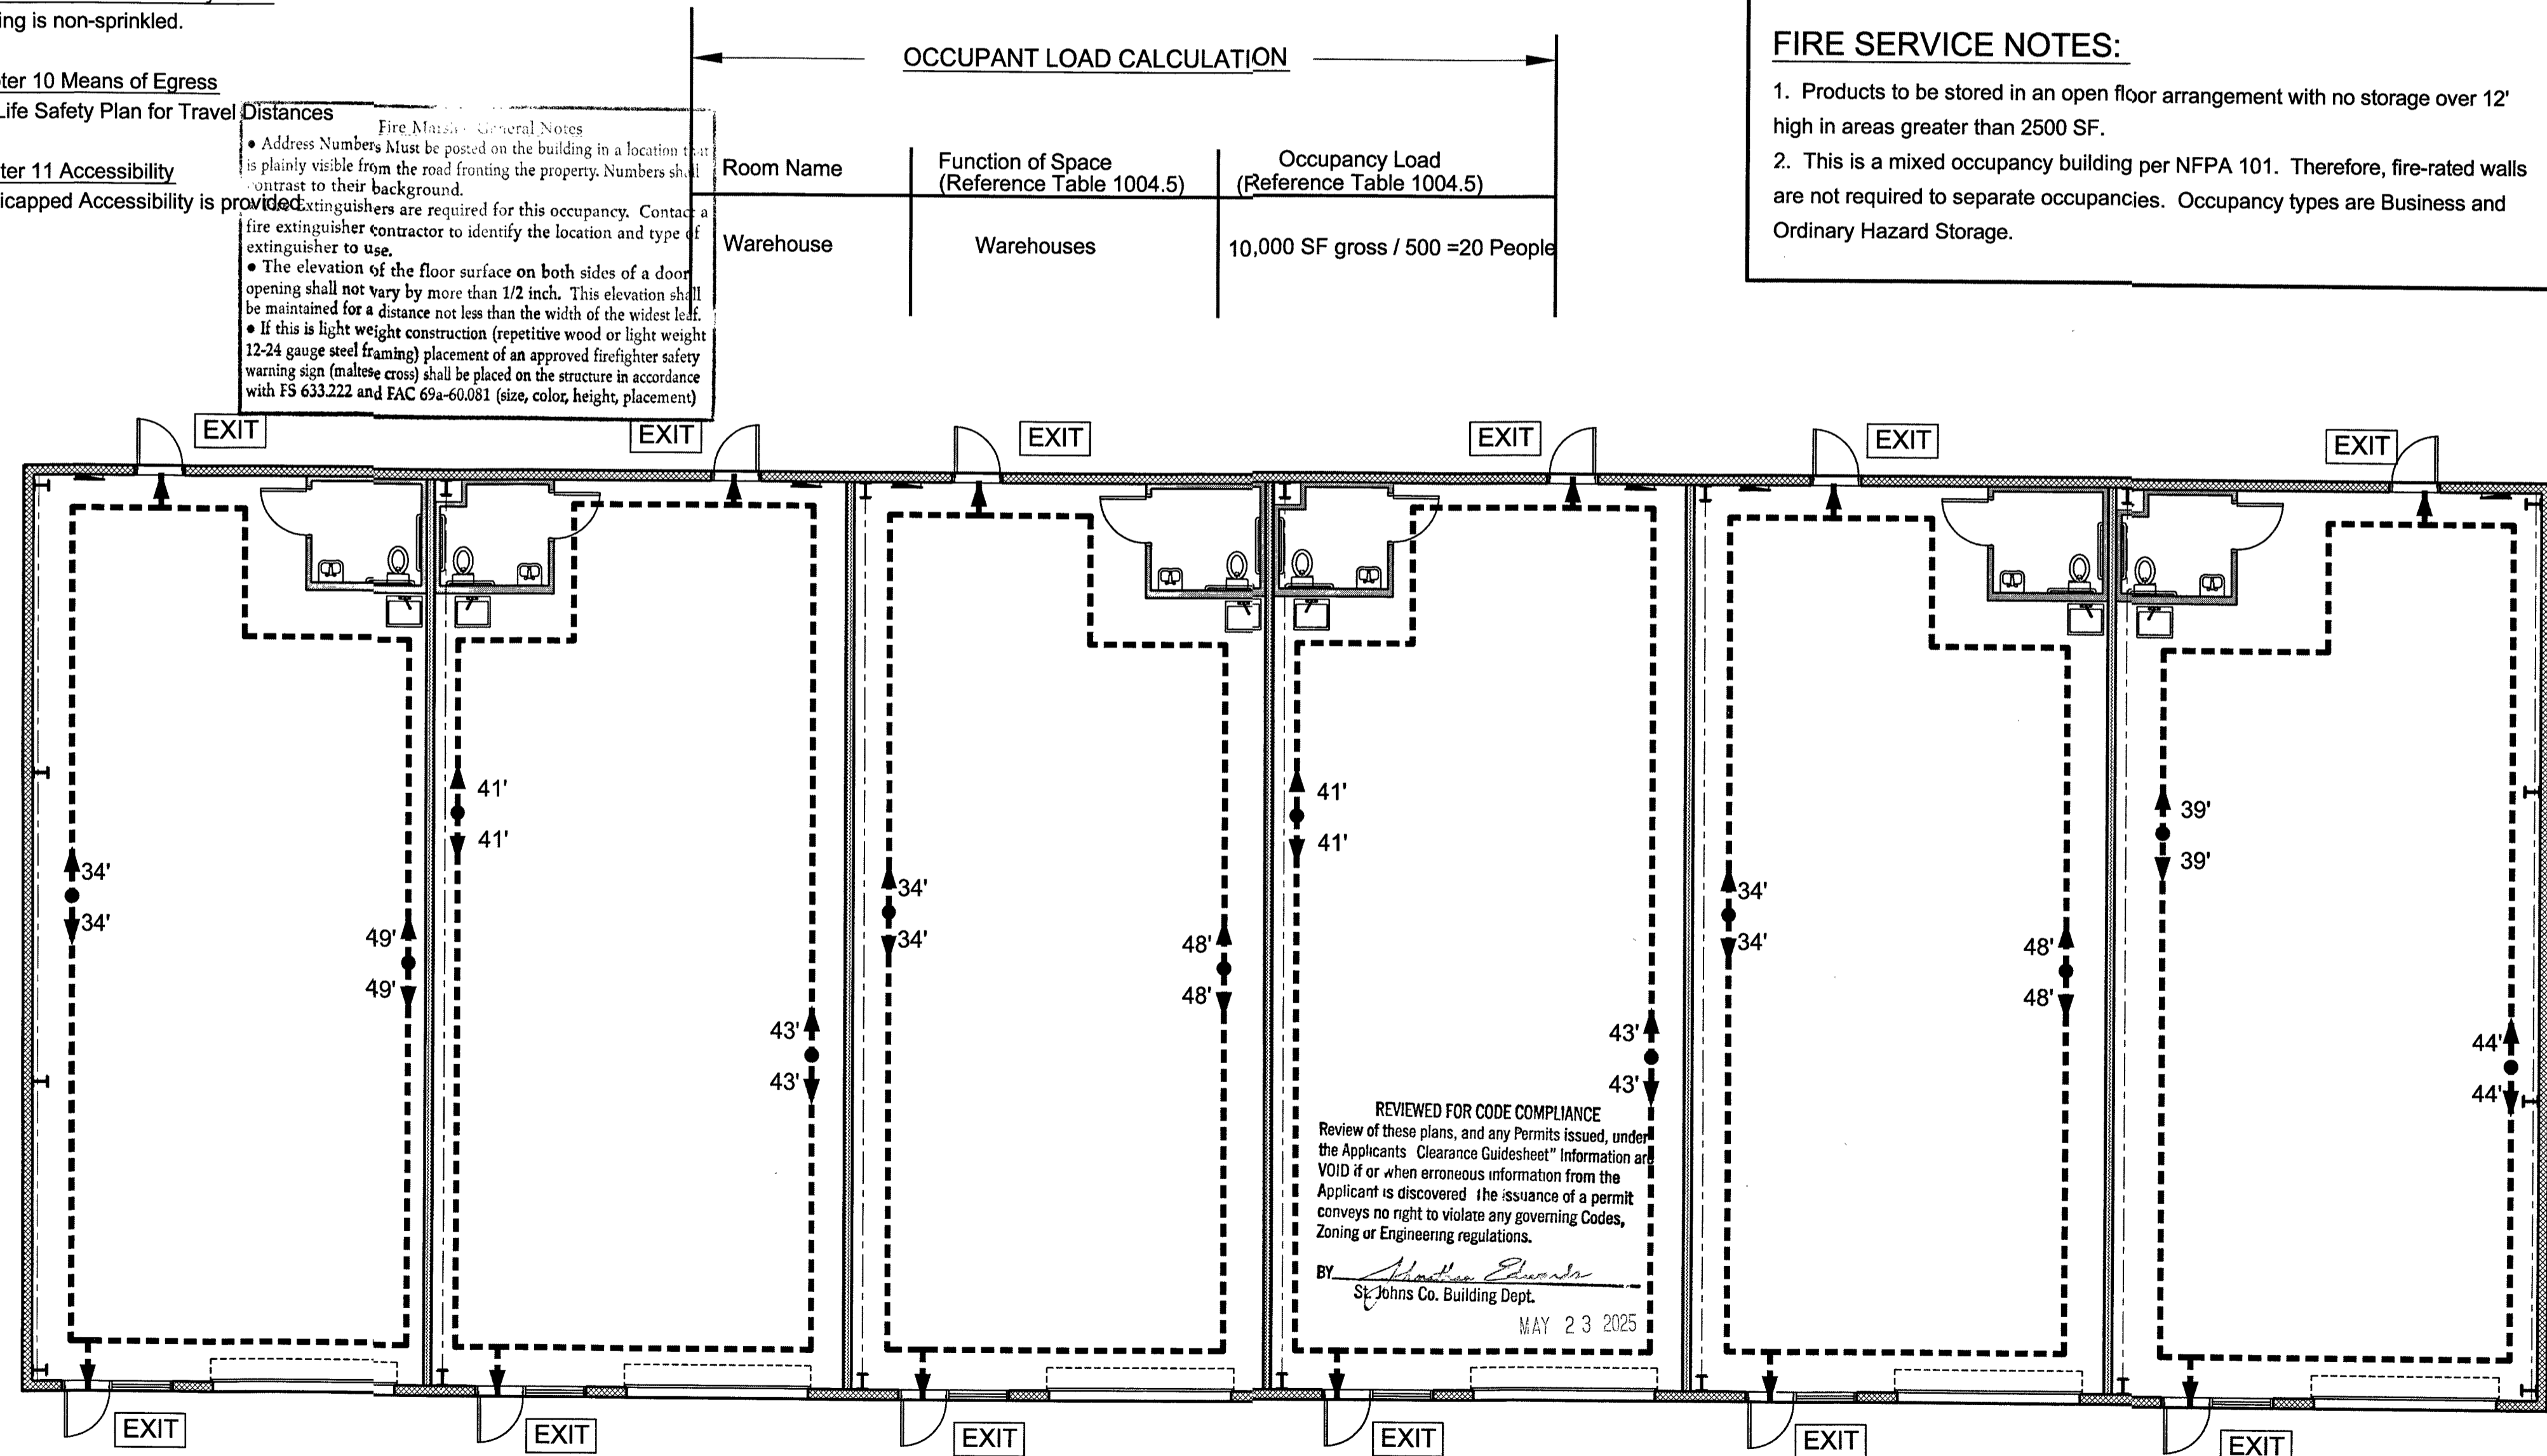 ing is non-sprinkled.
ter 10 Means of Egress
Life Safety Plan for Travel Distances
ter 11 Accessibility
icapped Accessibility is provided.
General Notes
• Address Numbers Must be posted on the building in a location that
is plainly visible from the road fronting the property. Numbers shall
contrast to their background.
Extinguishers are required for this occupancy. Contact a
fire extinguisher contractor to identify the location and type of
extinguisher to use.
• The elevation of the floor surface on both sides of a door
opening shall not vary by more than 1/2 inch. This elevation shall
be maintained for a distance not less than the width of the widest leaf.
• If this is light weight construction (repetitive wood or light weight
12-24 gauge steel framing) placement of an approved firefighter safety
warning sign (maltese cross) shall be placed on the structure in accordance
with FS 633.222 and FAC 69a-60.081 (size, color, height, placement)
OCCUPANT LOAD CALCULATION
Room Name
Function of Space
(Reference Table 1004.5)
Occupancy Load
(Reference Table 1004.5)
Warehouse
Warehouses
10,000 SF gross / 500 =20 People
FIRE SERVICE NOTES:
1. Products to be stored in an open floor arrangement with no storage over 12'
high in areas greater than 2500 SF.
2. This is a mixed occupancy building per NFPA 101. Therefore, fire-rated walls
are not required to separate occupancies. Occupancy types are Business and
Ordinary Hazard Storage.
EXIT
EXIT
EXIT
EXIT
EXIT
EXIT
34'
34'
49'
49'
41'
41'
43'
43'
34'
34'
48'
48'
41'
41'
43'
43'
34'
34'
48'
48'
39'
39'
44'
44'
REVIEWED FOR CODE COMPLIANCE
Review of these plans, and any Permits issued, under
the Applicants Clearance Guidesheet" Information are
VOID if or when erroneous information from the
Applicant is discovered the issuance of a permit
conveys no right to violate any governing Codes,
Zoning or Engineering regulations.
BY
St Johns Co. Building Dept.
MAY 23 2025
EXIT
EXIT
EXIT
EXIT
EXIT
EXIT